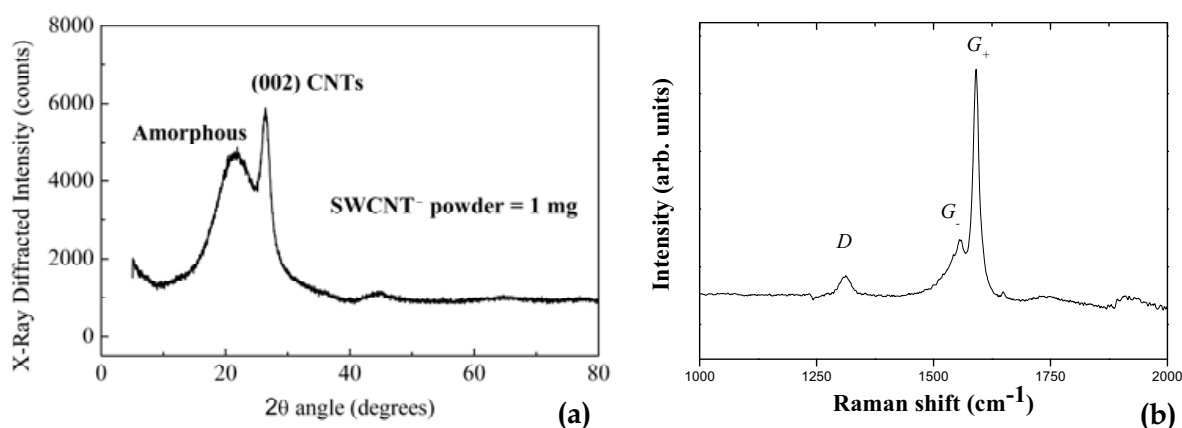 8000
6000
4000
2000
0
X-Ray Diffracted Intensity (counts)
(002) CNTs
Amorphous
SWCNT⁻ powder = 1 mg
0 20 40 60 80
2θ angle (degrees)
(a)
Intensity (arb. units)
G₊
G₋
D
1000 1250 1500 1750 2000
Raman shift (cm⁻¹)
(b)